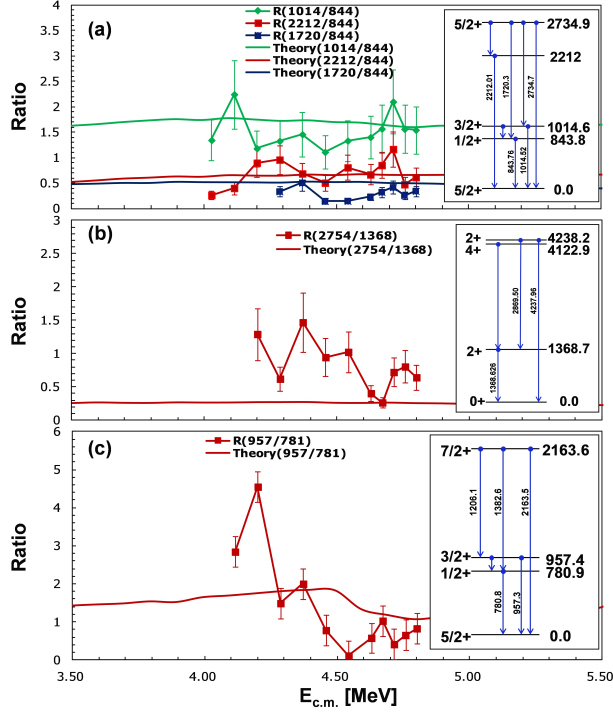 (a)
R(1014/844)
R(2212/844)
R(1720/844)
Theory(1014/844)
Theory(2212/844)
Theory(1720/844)
Ratio
4
3.5
3
2.5
2
1.5
1
0.5
0
5/2+ 2734.9
2212
3/2+ 1014.6
1/2+ 843.8
5/2+ 0.0
2212.01
1720.3
2734.7
843.76
1014.52
(b)
R(2754/1368)
Theory(2754/1368)
Ratio
3
2.5
2
1.5
1
0.5
0
2+ 4238.2
4+ 4122.9
2+ 1368.7
0+ 0.0
2869.50
4237.96
1368.626
(c)
R(957/781)
Theory(957/781)
Ratio
6
5
4
3
2
1
0
7/2+ 2163.6
3/2+ 957.4
1/2+ 780.9
5/2+ 0.0
1206.1
1382.6
2163.5
780.8
957.3
3.50 4.00 4.50 5.00 5.50
Ec.m. [MeV]